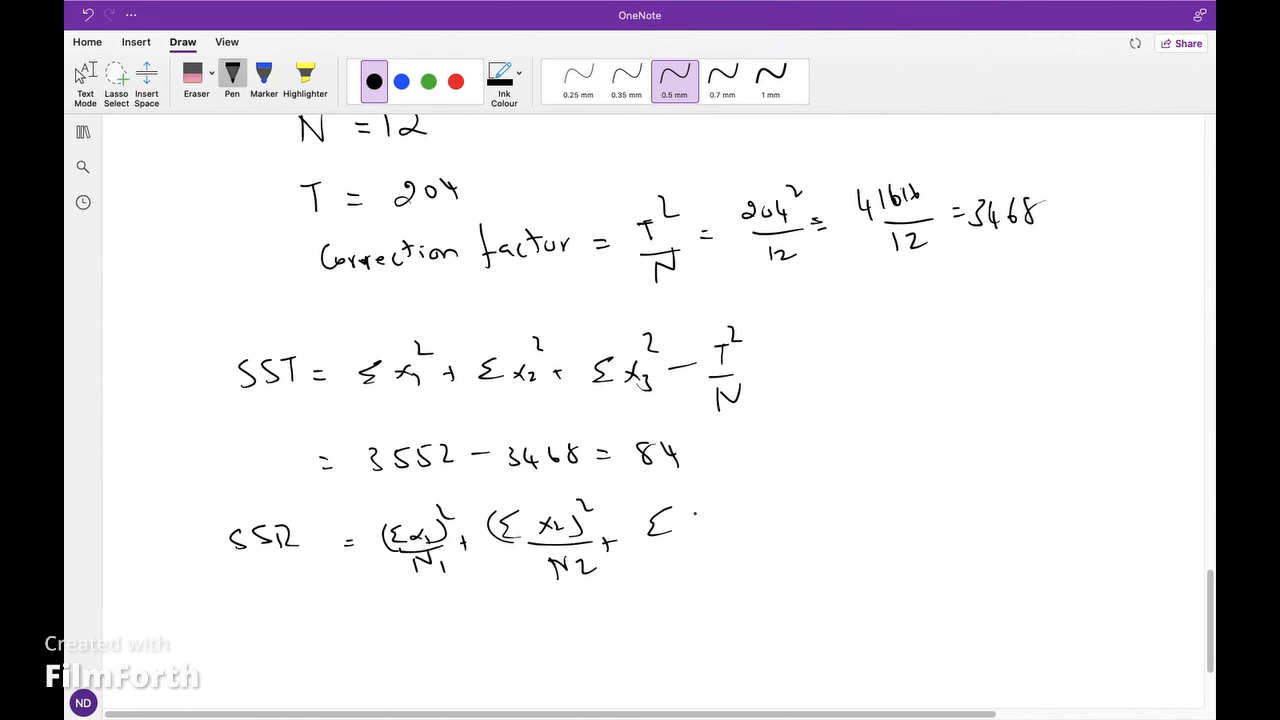 OneNote
Home Insert Draw View
Share
Text Mode
Lasso Select
Insert Space
Eraser Pen Marker Highlighter
Ink Colour
0.25 mm 0.35 mm 0.5 mm 0.7 mm 1 mm
N = 12
T = 204
Correction factor = T²/N = 204²/12 = 41616/12 = 3468
SST = Σx₁² + Σx₂² + Σx₃² − T²/N
= 3552 − 3468 = 84
SSR = (Σx₁)²/N₁ + (Σx₂)²/N2 + Σ
Created with
FilmForth
ND